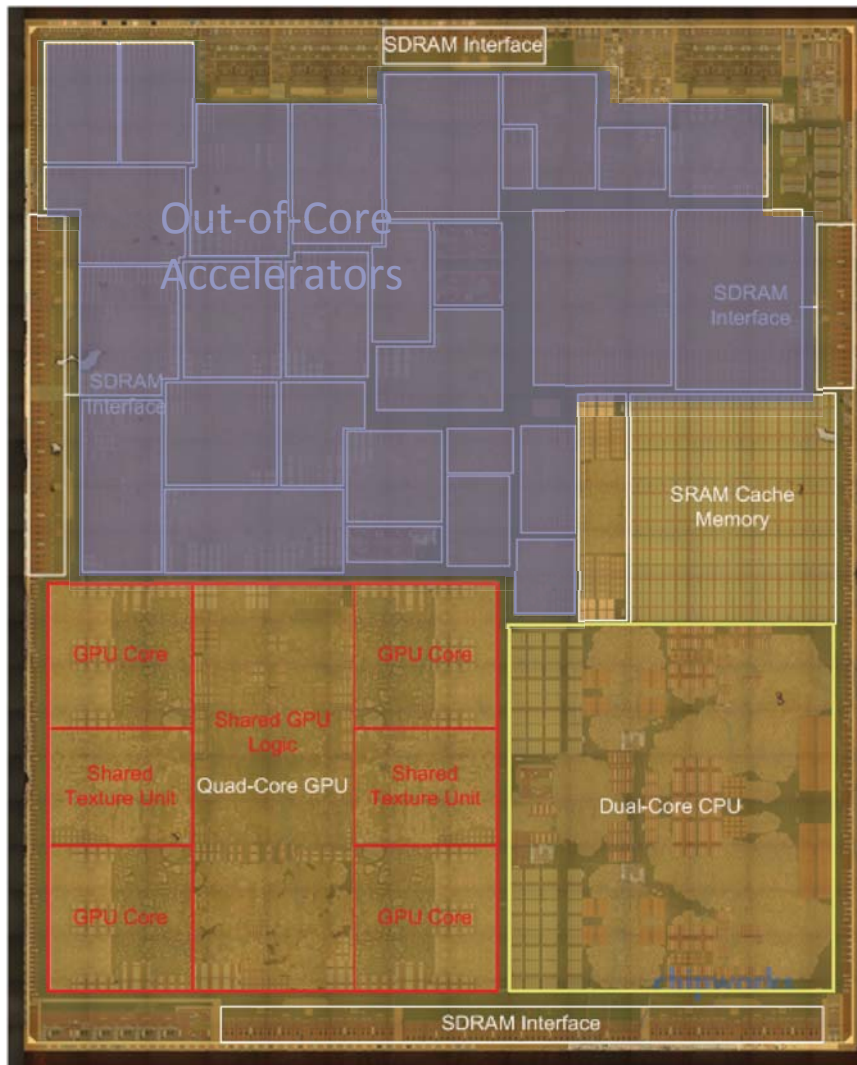 SDRAM Interface
Out-of-Core
Accelerators
SDRAM
Interface
SDRAM
Interface
SRAM Cache
Memory
GPU Core
GPU Core
Shared GPU
Logic
Shared
Texture Unit
Quad-Core GPU
Shared
Texture Unit
Dual-Core CPU
GPU Core
GPU Core
chipworks
SDRAM Interface